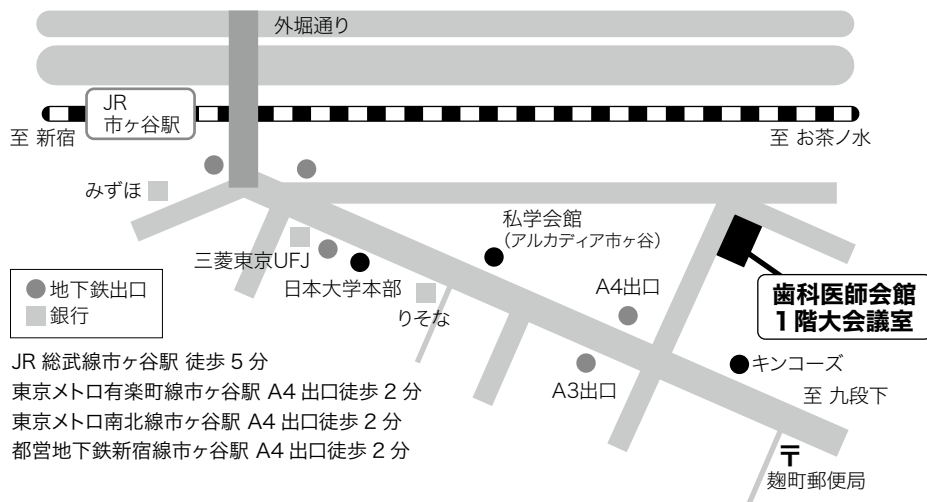 外堀通り
JR
市ヶ谷駅
至 新宿
至 お茶ノ水
みずほ
私学会館
(アルカディア市ヶ谷)
三菱東京UFJ
日本大学本部
りそな
A4出口
歯科医師会館
1階大会議室
地下鉄出口
銀行
A3出口
キンコーズ
至 九段下
JR 総武線市ヶ谷駅 徒歩 5 分
東京メトロ有楽町線市ヶ谷駅 A4 出口徒歩 2 分
東京メトロ南北線市ヶ谷駅 A4 出口徒歩 2 分
都営地下鉄新宿線市ヶ谷駅 A4 出口徒歩 2 分
〒
麹町郵便局